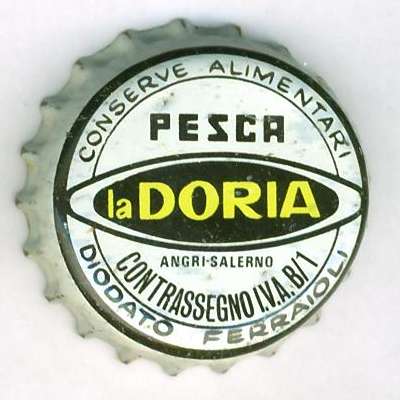 CONSERVE ALIMENTARI
PESCA
la DORIA
ANGRI-SALERNO
CONTRASSEGNO I.V.A. B/1
DIODATO FERRAIOLI